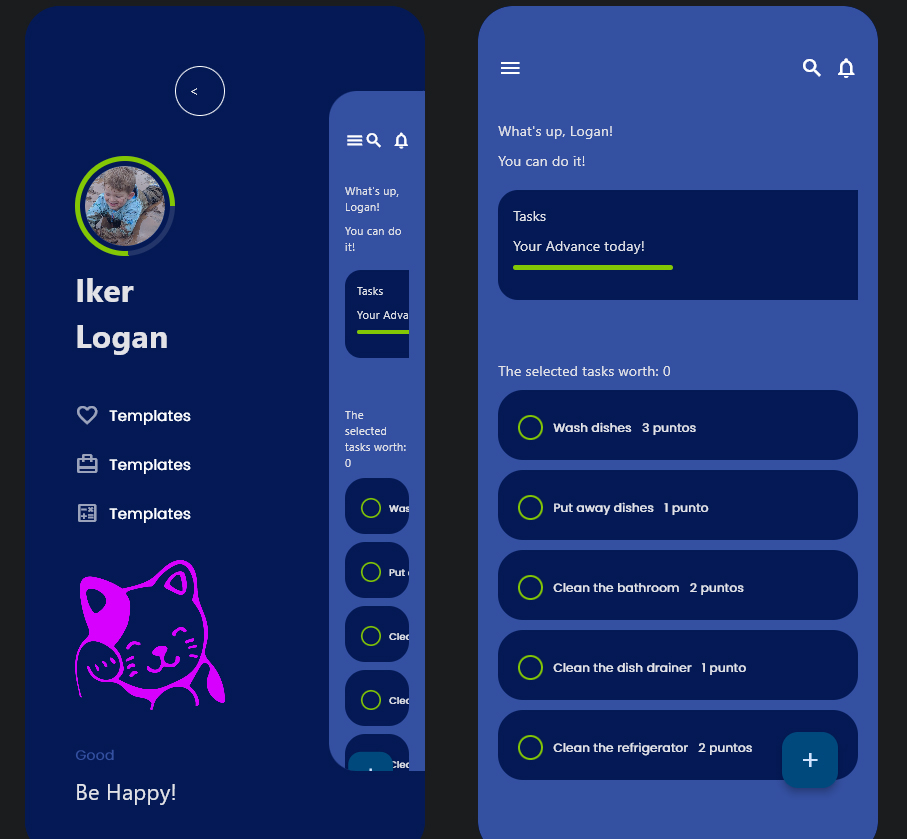 <
Iker
Logan
Templates
Templates
Templates
Good
Be Happy!
What's up,
Logan!
You can do
it!
Tasks
Your Adva
The
selected
tasks worth:
0
Was
Put
Clea
Clea
Clea
What's up, Logan!
You can do it!
Tasks
Your Advance today!
The selected tasks worth: 0
Wash dishes 3 puntos
Put away dishes 1 punto
Clean the bathroom 2 puntos
Clean the dish drainer 1 punto
Clean the refrigerator 2 puntos
+